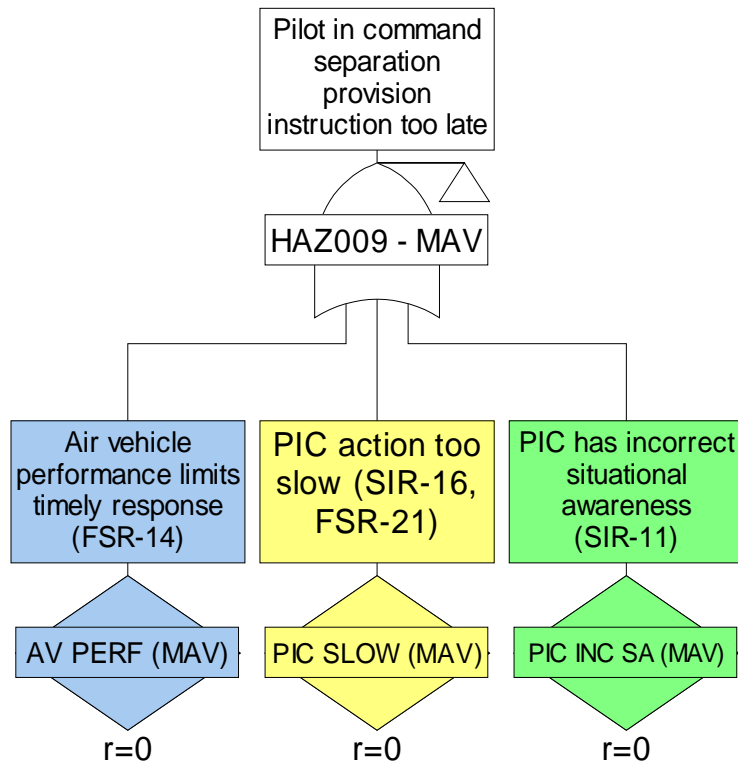 Pilot in command
separation
provision
instruction too late
HAZ009 - MAV
Air vehicle
performance limits
timely response
(FSR-14)
PIC action too
slow (SIR-16,
FSR-21)
PIC has incorrect
situational
awareness
(SIR-11)
AV PERF (MAV)
PIC SLOW (MAV)
PIC INC SA (MAV)
r=0
r=0
r=0